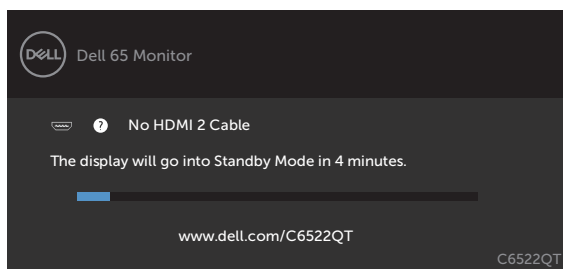 DELL
Dell 65 Monitor
? No HDMI 2 Cable
The display will go into Standby Mode in 4 minutes.
www.dell.com/C6522QT
C6522QT